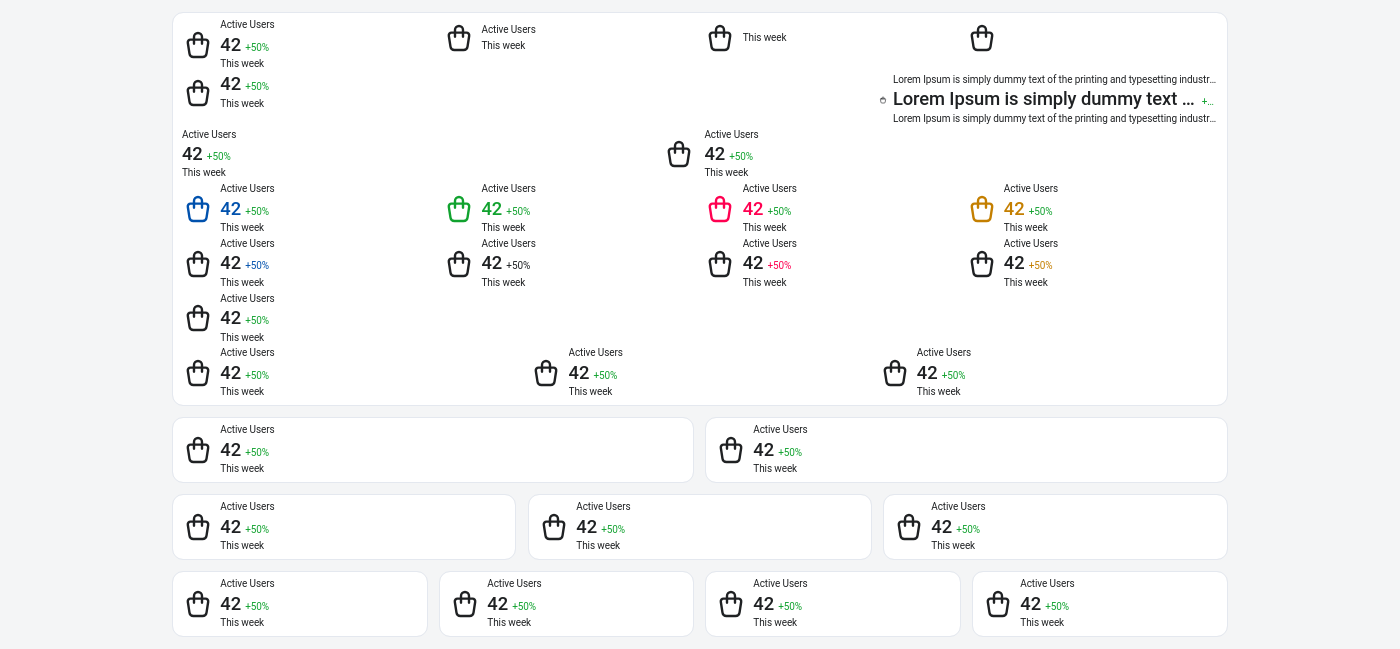 Active Users
42 +50%
This week
Active Users
This week
This week
42 +50%
This week
Lorem Ipsum is simply dummy text of the printing and typesetting industr...
Lorem Ipsum is simply dummy text ... +...
Lorem Ipsum is simply dummy text of the printing and typesetting industr...
Active Users
42 +50%
This week
Active Users
42 +50%
This week
Active Users
42 +50%
This week
Active Users
42 +50%
This week
Active Users
42 +50%
This week
Active Users
42 +50%
This week
Active Users
42 +50%
This week
Active Users
42 +50%
This week
Active Users
42 +50%
This week
Active Users
42 +50%
This week
Active Users
42 +50%
This week
Active Users
42 +50%
This week
Active Users
42 +50%
This week
Active Users
42 +50%
This week
Active Users
42 +50%
This week
Active Users
42 +50%
This week
Active Users
42 +50%
This week
Active Users
42 +50%
This week
Active Users
42 +50%
This week
Active Users
42 +50%
This week
Active Users
42 +50%
This week
Active Users
42 +50%
This week
Active Users
42 +50%
This week